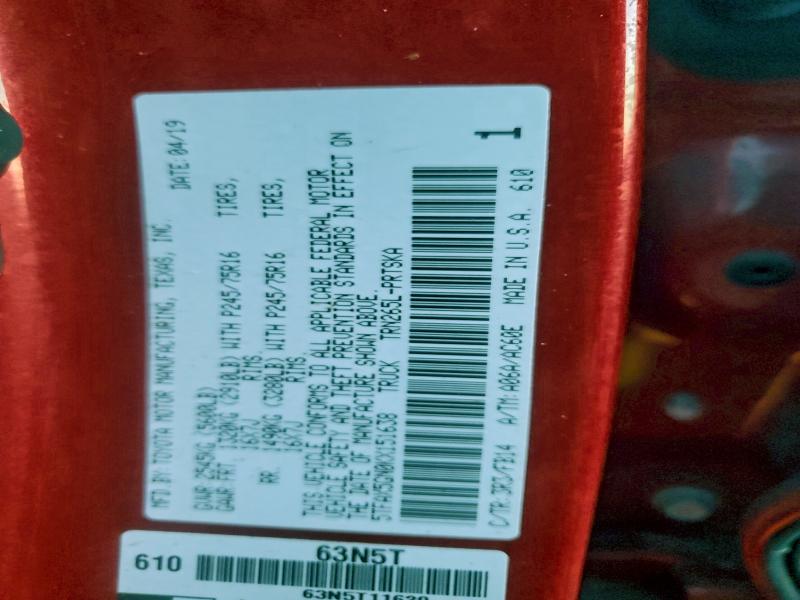 MFD BY TOYOTA MOTOR MANUFACTURING, TEXAS, INC.
DATE: 04/19
GVWR 2545KG (5600LB)
GAWR FRT 1320KG (2910LB) WITH P245/75R16 TIRES,
16X7J RIMS,
RR. 1490KG (3280LB) WITH P245/75R16 TIRES,
16X7J RIMS.
THIS VEHICLE CONFORMS TO ALL APPLICABLE FEDERAL MOTOR
VEHICLE SAFETY AND THEFT PREVENTION STANDARDS IN EFFECT ON
THE DATE OF MANUFACTURE SHOWN ABOVE.
5TFAX5GN0KX151638 TRUCK TRN265L-PRTSKA
1
C/TR:3R3/FB14 A/TM:A06A/AC60E MADE IN U.S.A. 610
63N5T
610
63N5T11630